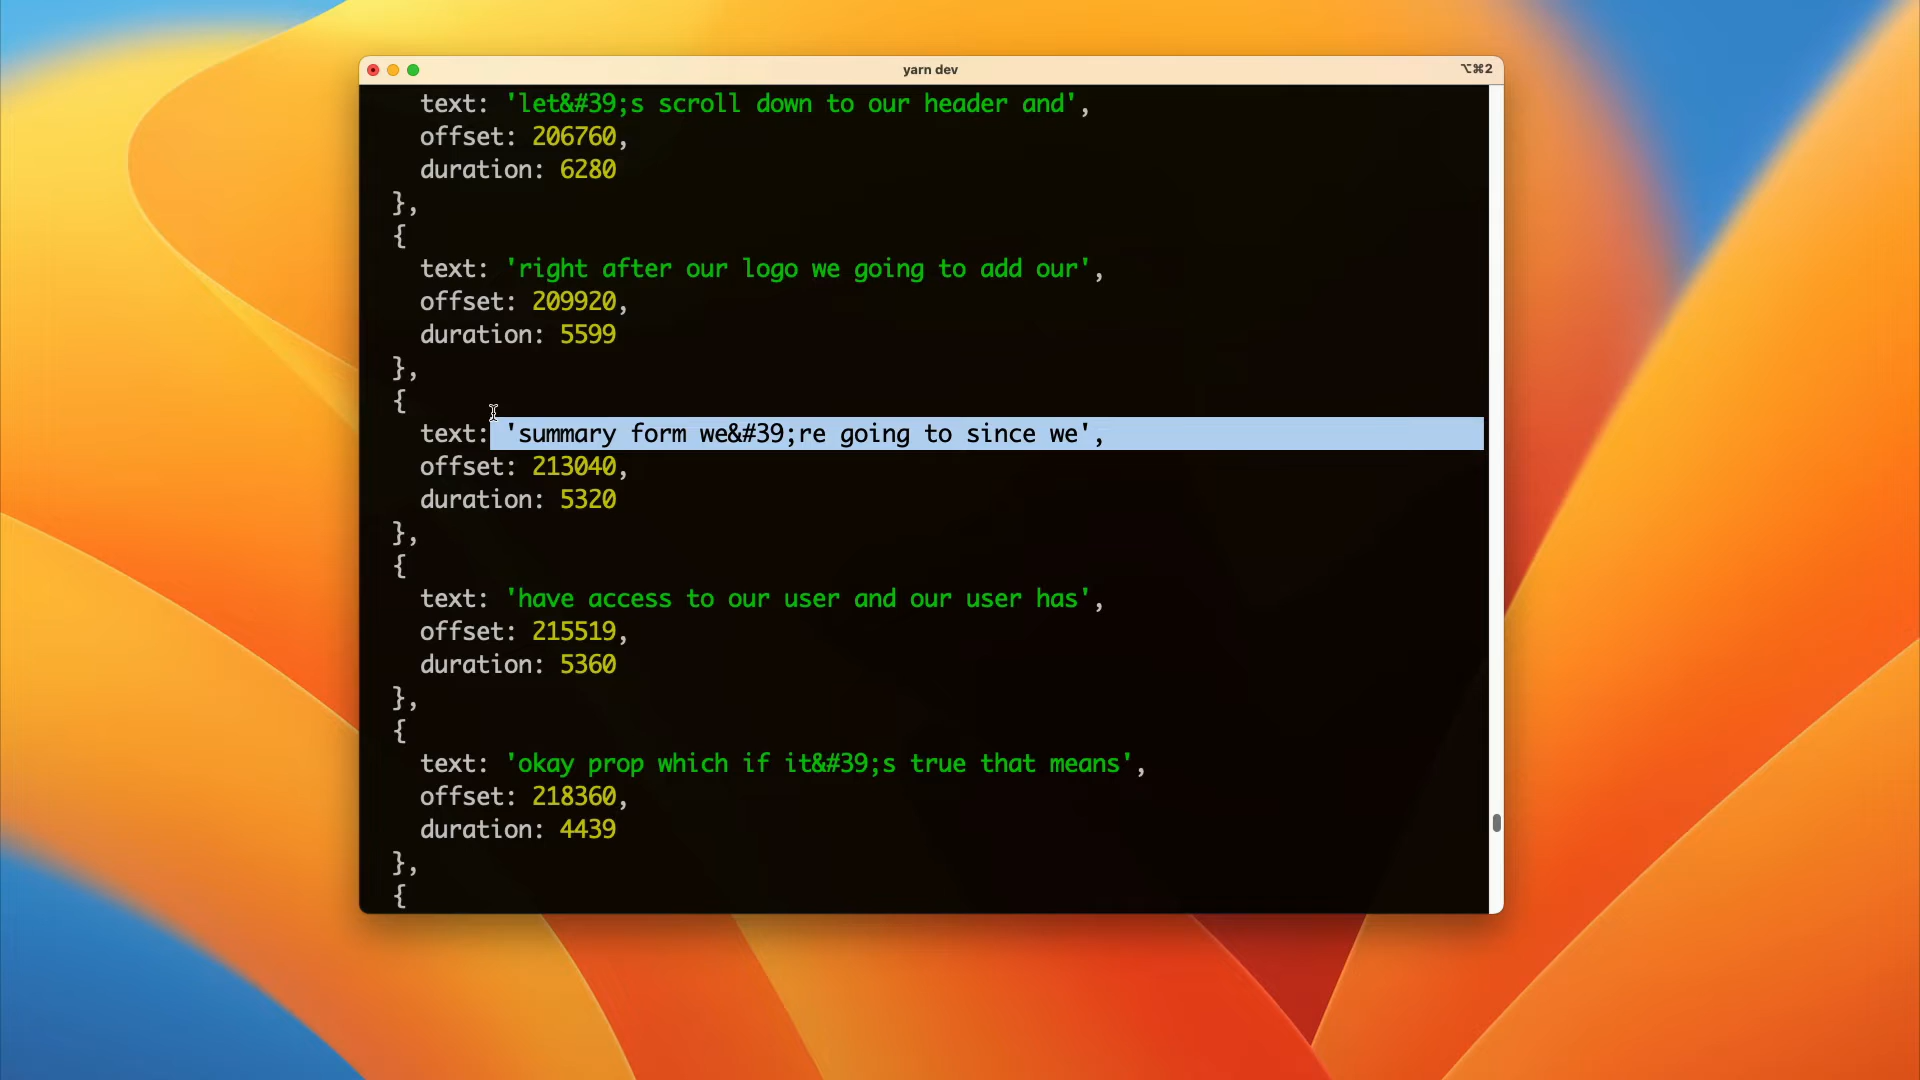 yarn dev
⌥⌘2
text: 'let&#39;s scroll down to our header and',
offset: 206760,
duration: 6280
},
{
text: 'right after our logo we going to add our',
offset: 209920,
duration: 5599
},
{
text: 'summary form we&#39;re going to since we',
offset: 213040,
duration: 5320
},
{
text: 'have access to our user and our user has',
offset: 215519,
duration: 5360
},
{
text: 'okay prop which if it&#39;s true that means',
offset: 218360,
duration: 4439
},
{